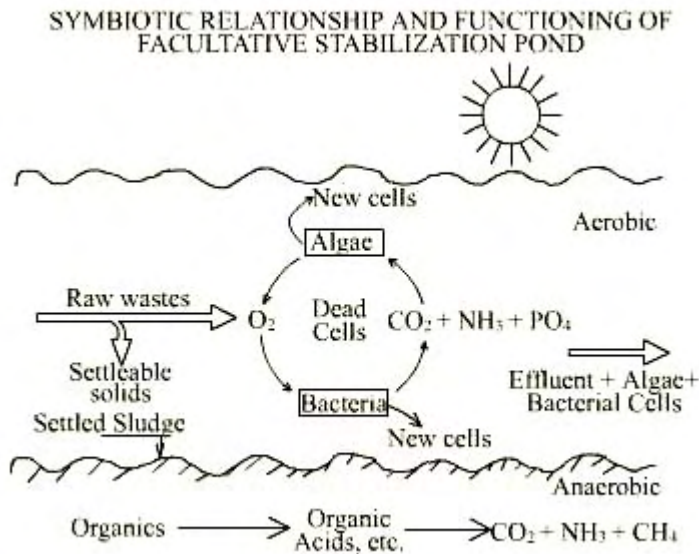 SYMBIOTIC RELATIONSHIP AND FUNCTIONING OF
FACULTATIVE STABILIZATION POND
New cells
Aerobic
Algae
Raw wastes
O₂
Dead
Cells
CO₂ + NH₃ + PO₄
Settleable
solids
Effluent + Algae+
Bacterial Cells
Bacteria
Settled Sludge
New cells
Anaerobic
Organics
Organic
Acids, etc.
CO₂ + NH₃ + CH₄